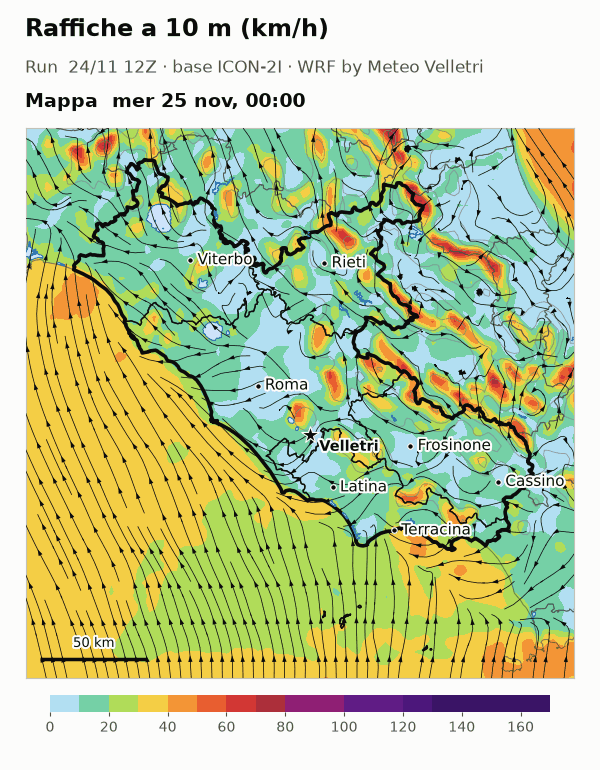 Raffiche a 10 m (km/h)
Run 24/11 12Z · base ICON-2I · WRF by Meteo Velletri
Mappa mer 25 nov, 00:00
Viterbo
Rieti
Roma
Velletri
Frosinone
Cassino
Latina
Terracina
50 km
0 20 40 60 80 100 120 140 160